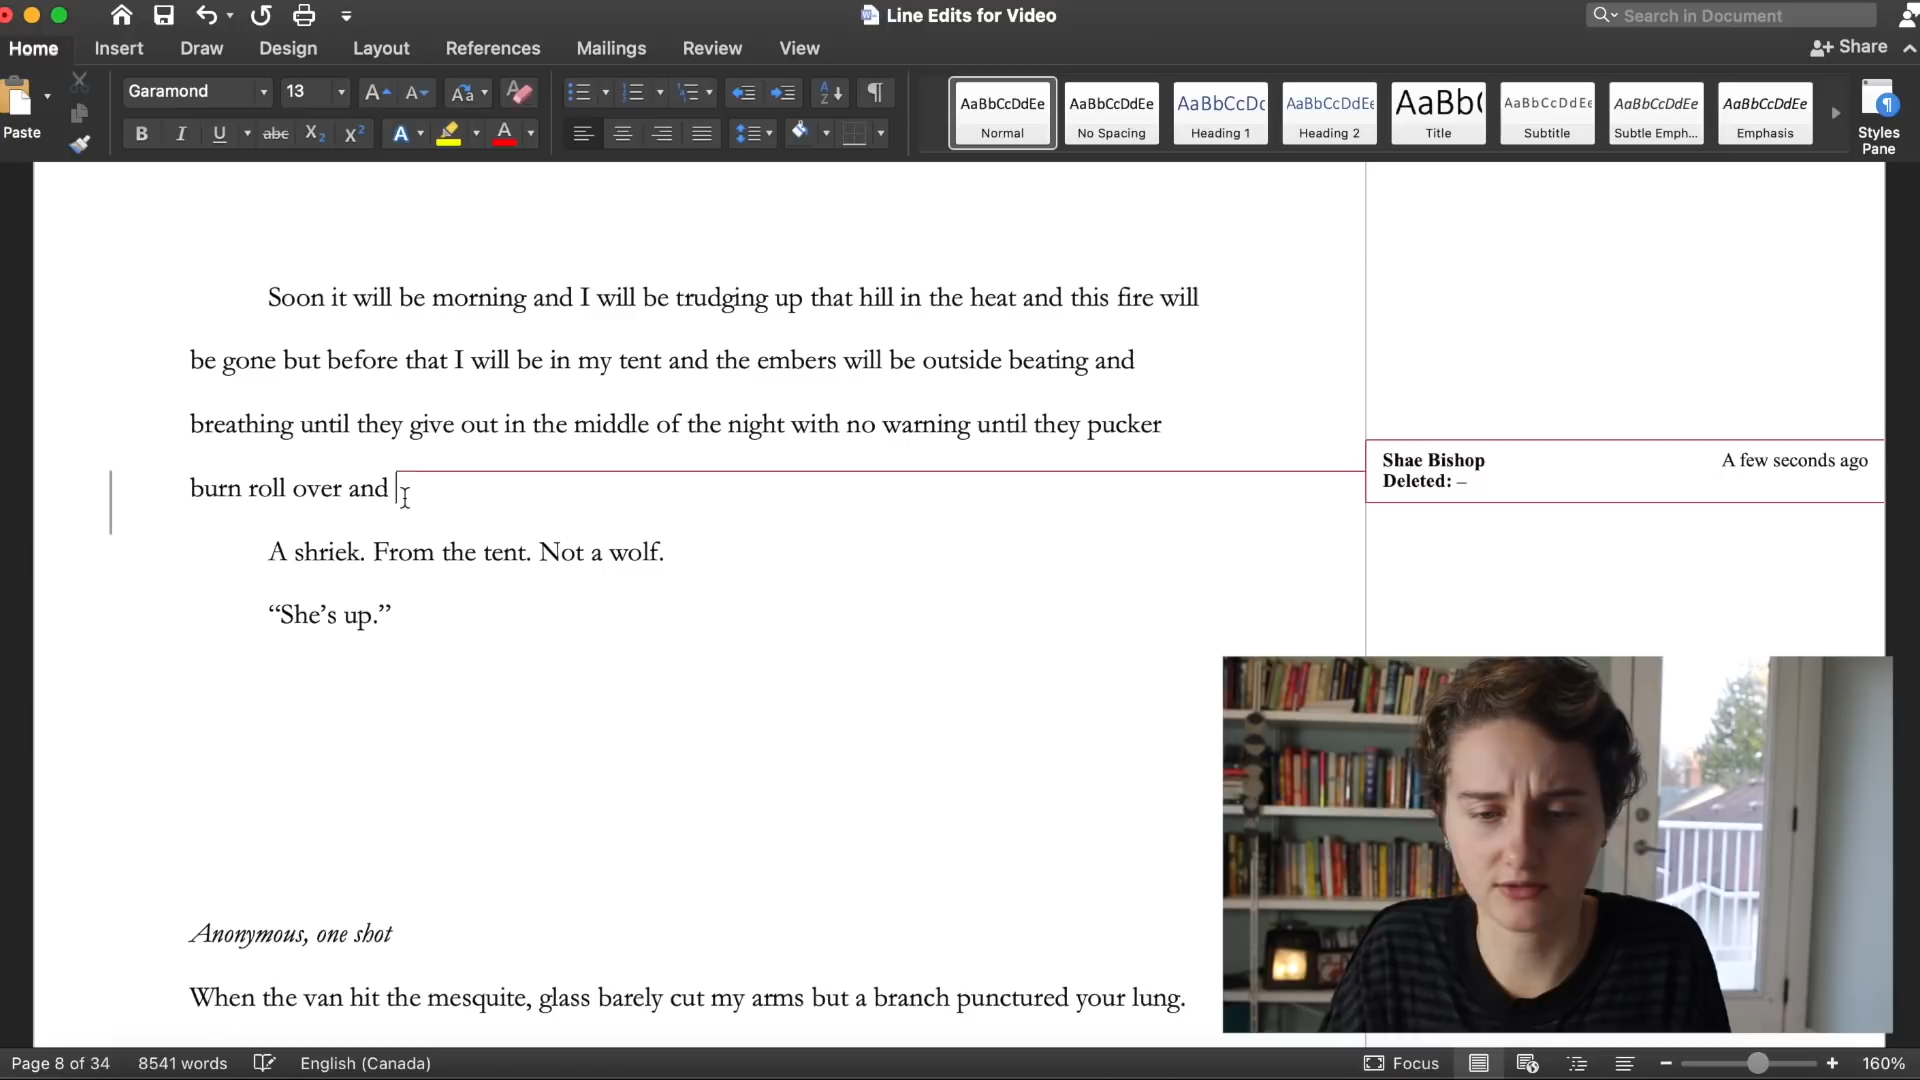 Line Edits for Video
Search in Document
Home Insert Draw Design Layout References Mailings Review View
Share
Paste
Garamond 13
AaBbCcDdEe AaBbCcDdEe AaBbCcDc AaBbCcDdEe AaBb( AaBbCcDdEe AaBbCcDdEe AaBbCcDdEe
Normal No Spacing Heading 1 Heading 2 Title Subtitle Subtle Emph... Emphasis
Styles
Pane
Soon it will be morning and I will be trudging up that hill in the heat and this fire will
be gone but before that I will be in my tent and the embers will be outside beating and
breathing until they give out in the middle of the night with no warning until they pucker
burn roll over and
Shae Bishop A few seconds ago
Deleted: –
A shriek. From the tent. Not a wolf.
“She’s up.”
Anonymous, one shot
When the van hit the mesquite, glass barely cut my arms but a branch punctured your lung.
Page 8 of 34 8541 words English (Canada) Focus 160%